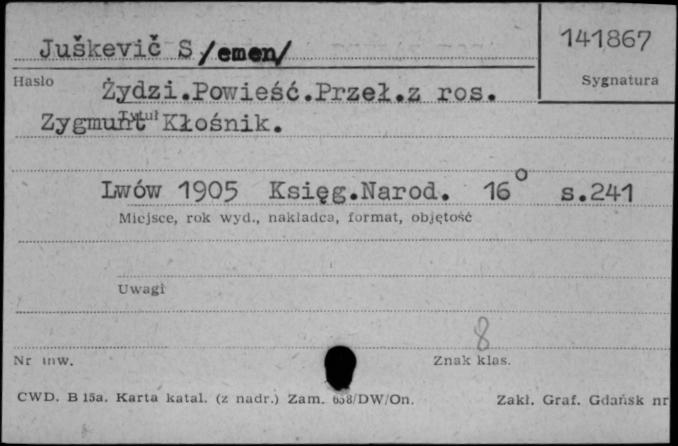 Juškevič S/emen/
141867
Sygnatura
Hasło
Żydzi.Powieść.Przeł.z ros.
Tytuł
Zygmunt Kłośnik.
Lwów 1905 Księg.Narod. 16° s.241
Miejsce, rok wyd., nakładca, format, objętość
Uwagi
8
Nr inw.
Znak klas.
CWD. B 15a. Karta katal. (z nadr.) Zam. 658/DW/On.
Zakł. Graf. Gdańsk nr